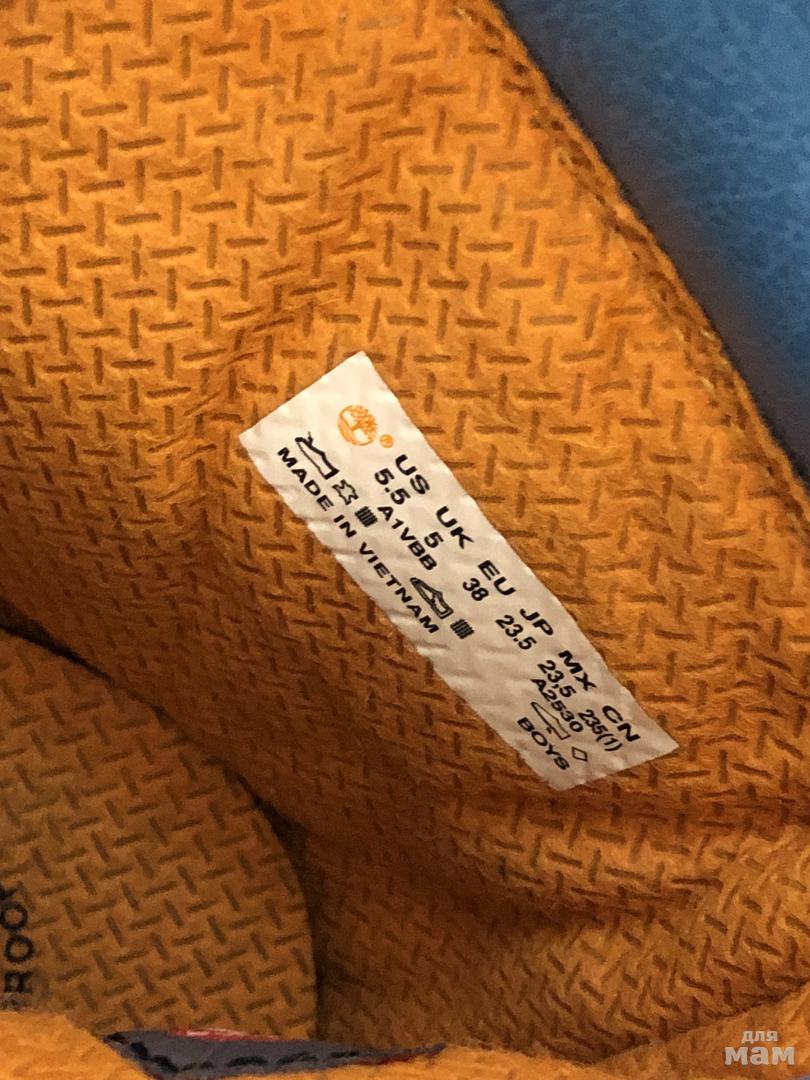 ® US UK EU JP MX CN
5.5 5 38 23.5 23,5 235(1)
A1VBB A2530
MADE IN VIETNAM BOYS
ROOF
для
мам